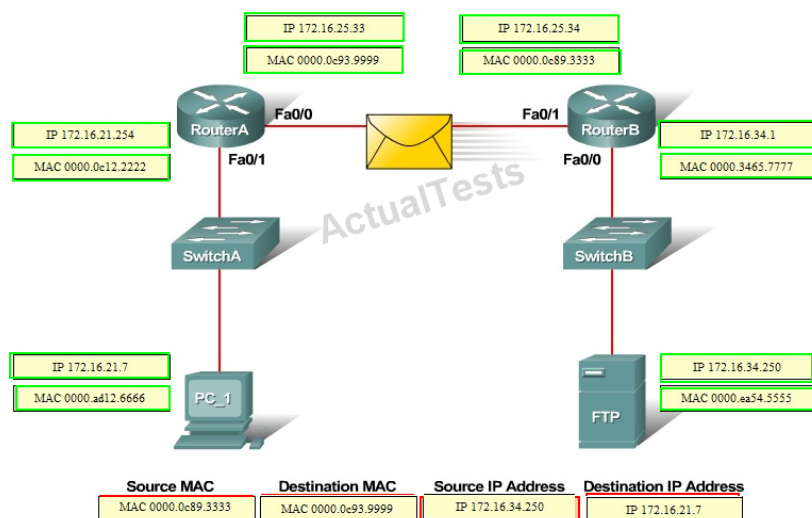 IP 172.16.25.33
IP 172.16.25.34
MAC 0000.0c93.9999
MAC 0000.0c89.3333
Fa0/0
Fa0/1
RouterA
RouterB
IP 172.16.21.254
IP 172.16.34.1
Fa0/1
Fa0/0
MAC 0000.0c12.2222
MAC 0000.3465.7777
ActualTests
SwitchA
SwitchB
IP 172.16.21.7
IP 172.16.34.250
MAC 0000.ad12.6666
PC_1
MAC 0000.ea54.5555
FTP
Source MAC Destination MAC Source IP Address Destination IP Address
MAC 0000.0c89.3333 MAC 0000.0c93.9999 IP 172.16.34.250 IP 172.16.21.7